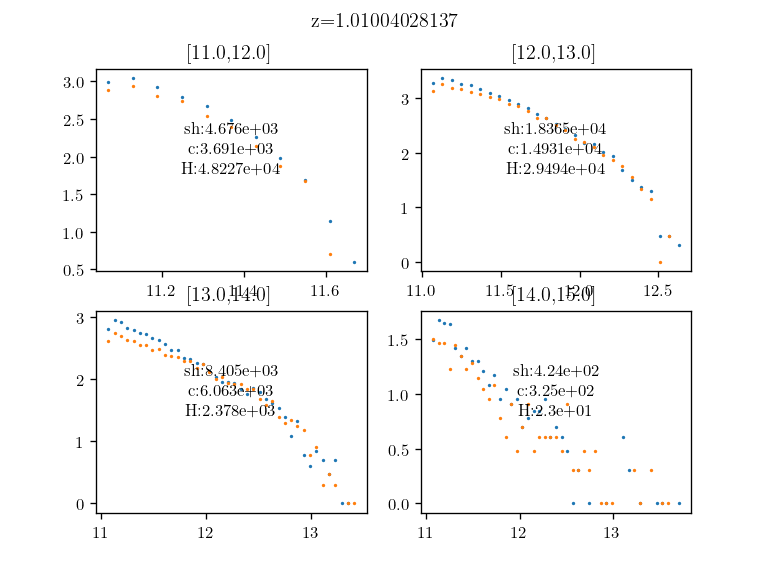 z=1.01004028137
[11.0,12.0]
3.0
2.5
2.0
1.5
1.0
0.5
sh:4.676e+03
c:3.691e+03
H:4.8227e+04
11.2
11.4
11.6
[12.0,13.0]
3
2
1
0
sh:1.8365e+04
c:1.4931e+04
H:2.9494e+04
11.0
11.5
12.0
12.5
[13.0,14.0]
3
2
1
0
sh:8.405e+03
c:6.063e+03
H:2.378e+03
11
12
13
[14.0,15.0]
1.5
1.0
0.5
0.0
sh:4.24e+02
c:3.25e+02
H:2.3e+01
11
12
13